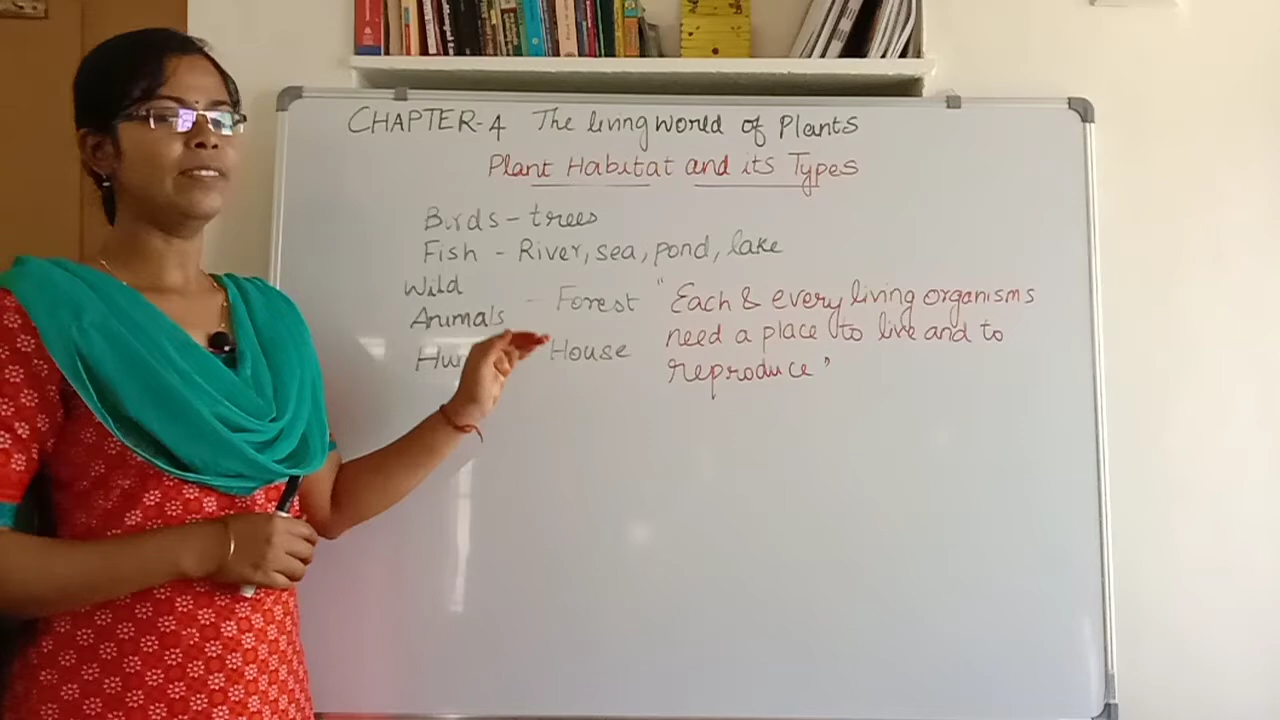 CHAPTER-4 The living world of Plants
Plant Habitat and its Types
Birds - trees
Fish - River, sea, pond, lake
Wild
Animals - Forest
House
"Each & every living organisms
need a place to live and to
reproduce"